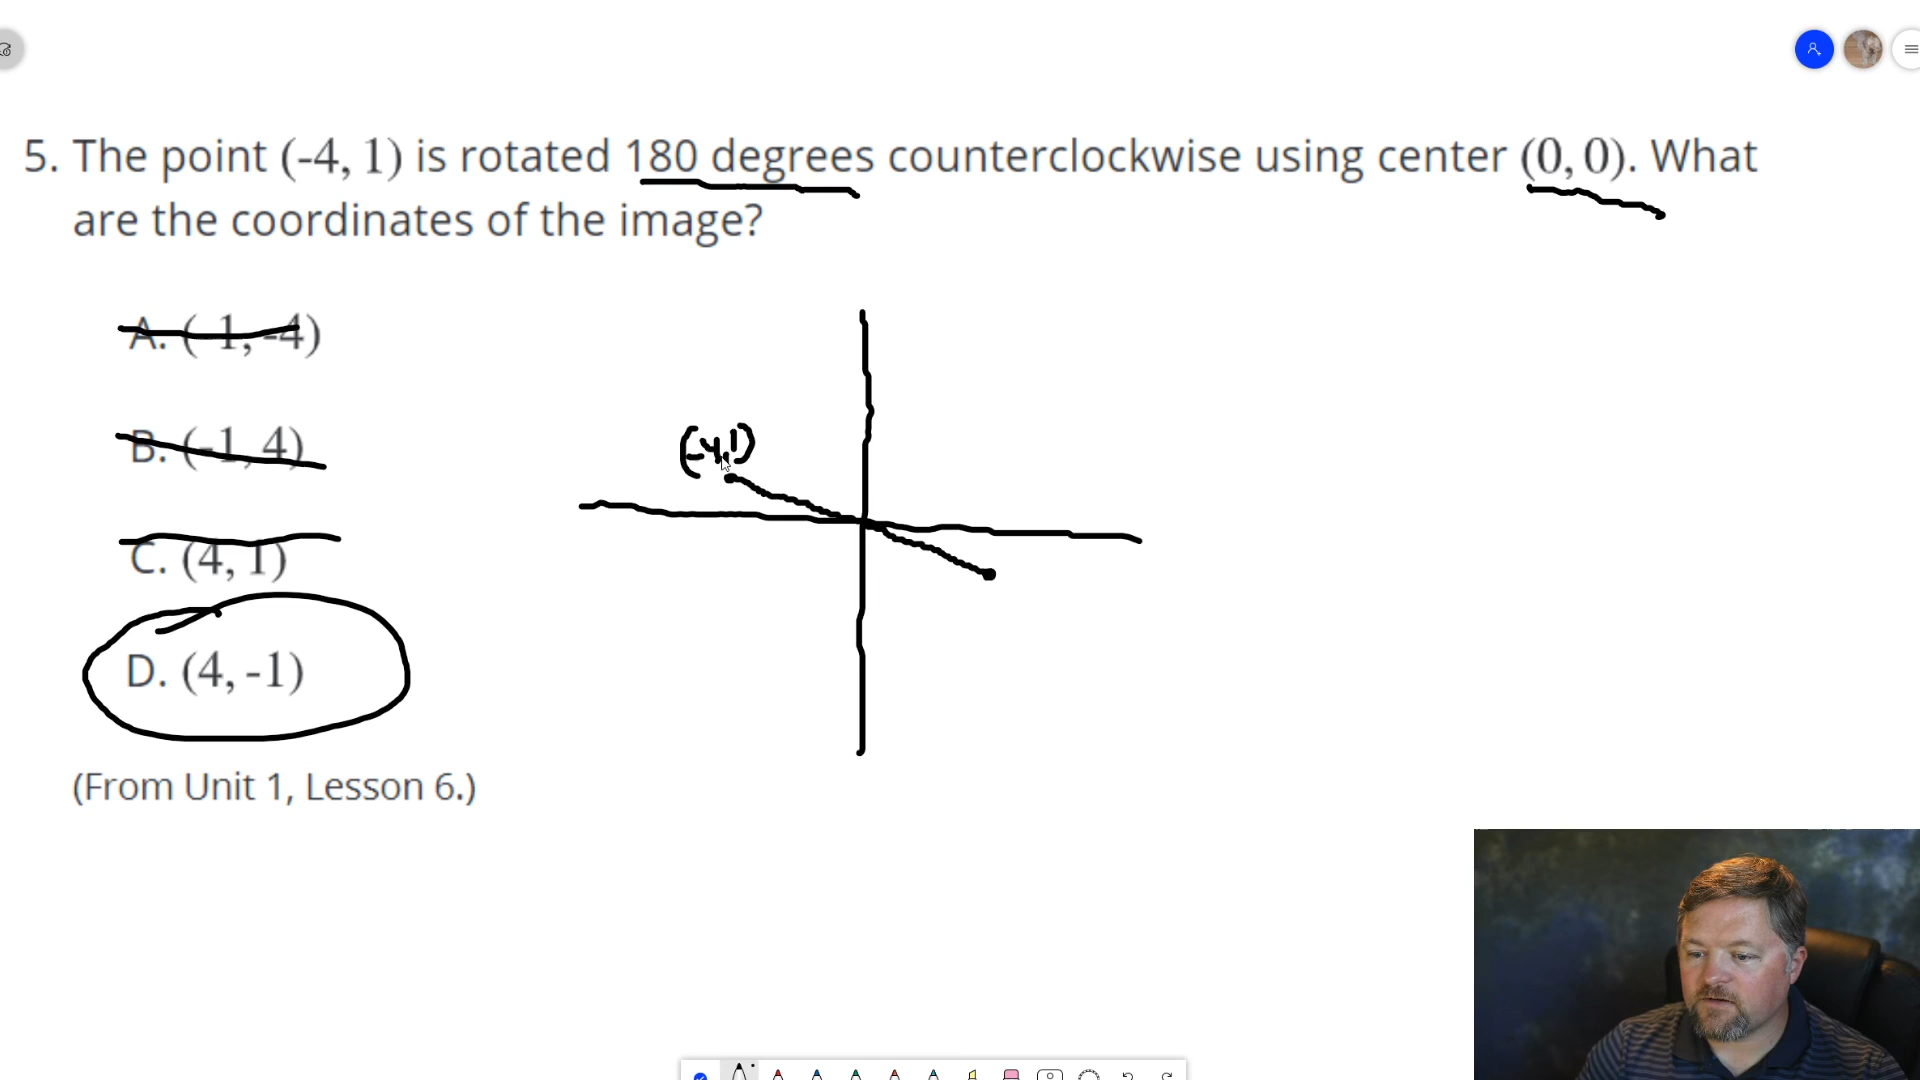 5. The point (-4, 1) is rotated 180 degrees counterclockwise using center (0, 0). What
are the coordinates of the image?
A. (-1, -4)
B. (-1, 4)
C. (4, 1)
D. (4, -1)
(-4,1)
(From Unit 1, Lesson 6.)